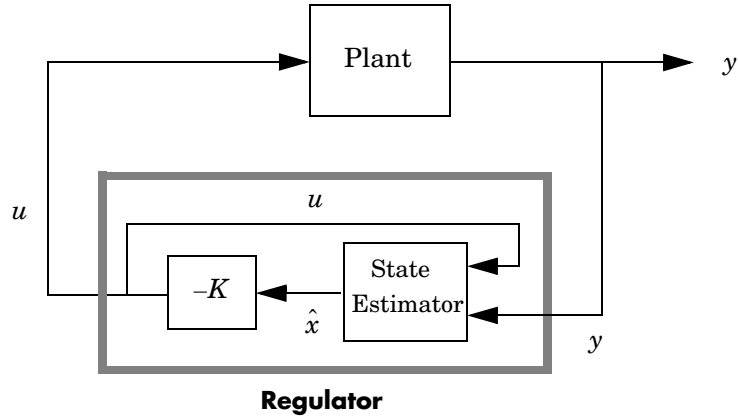 Plant
y
u
u
State
Estimator
–K
x̂
y
Regulator